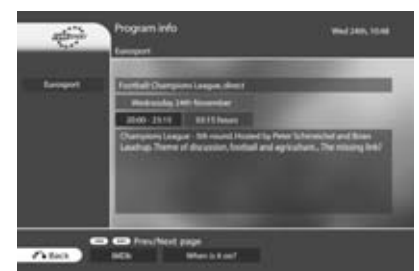 Program info
Wed 24th, 10:48
Eurosport
Eurosport
Football: Champions League, direct
Wednesday, 24th November
20:00 - 23:15
03:15 hours
Champions League - 5th round. Hosted by Peter Schmeichel and Brian
Laudrup. Theme of discussion, football and agriculture... The missing link?
Prev/Next page
Back
IMDb
When is it on?